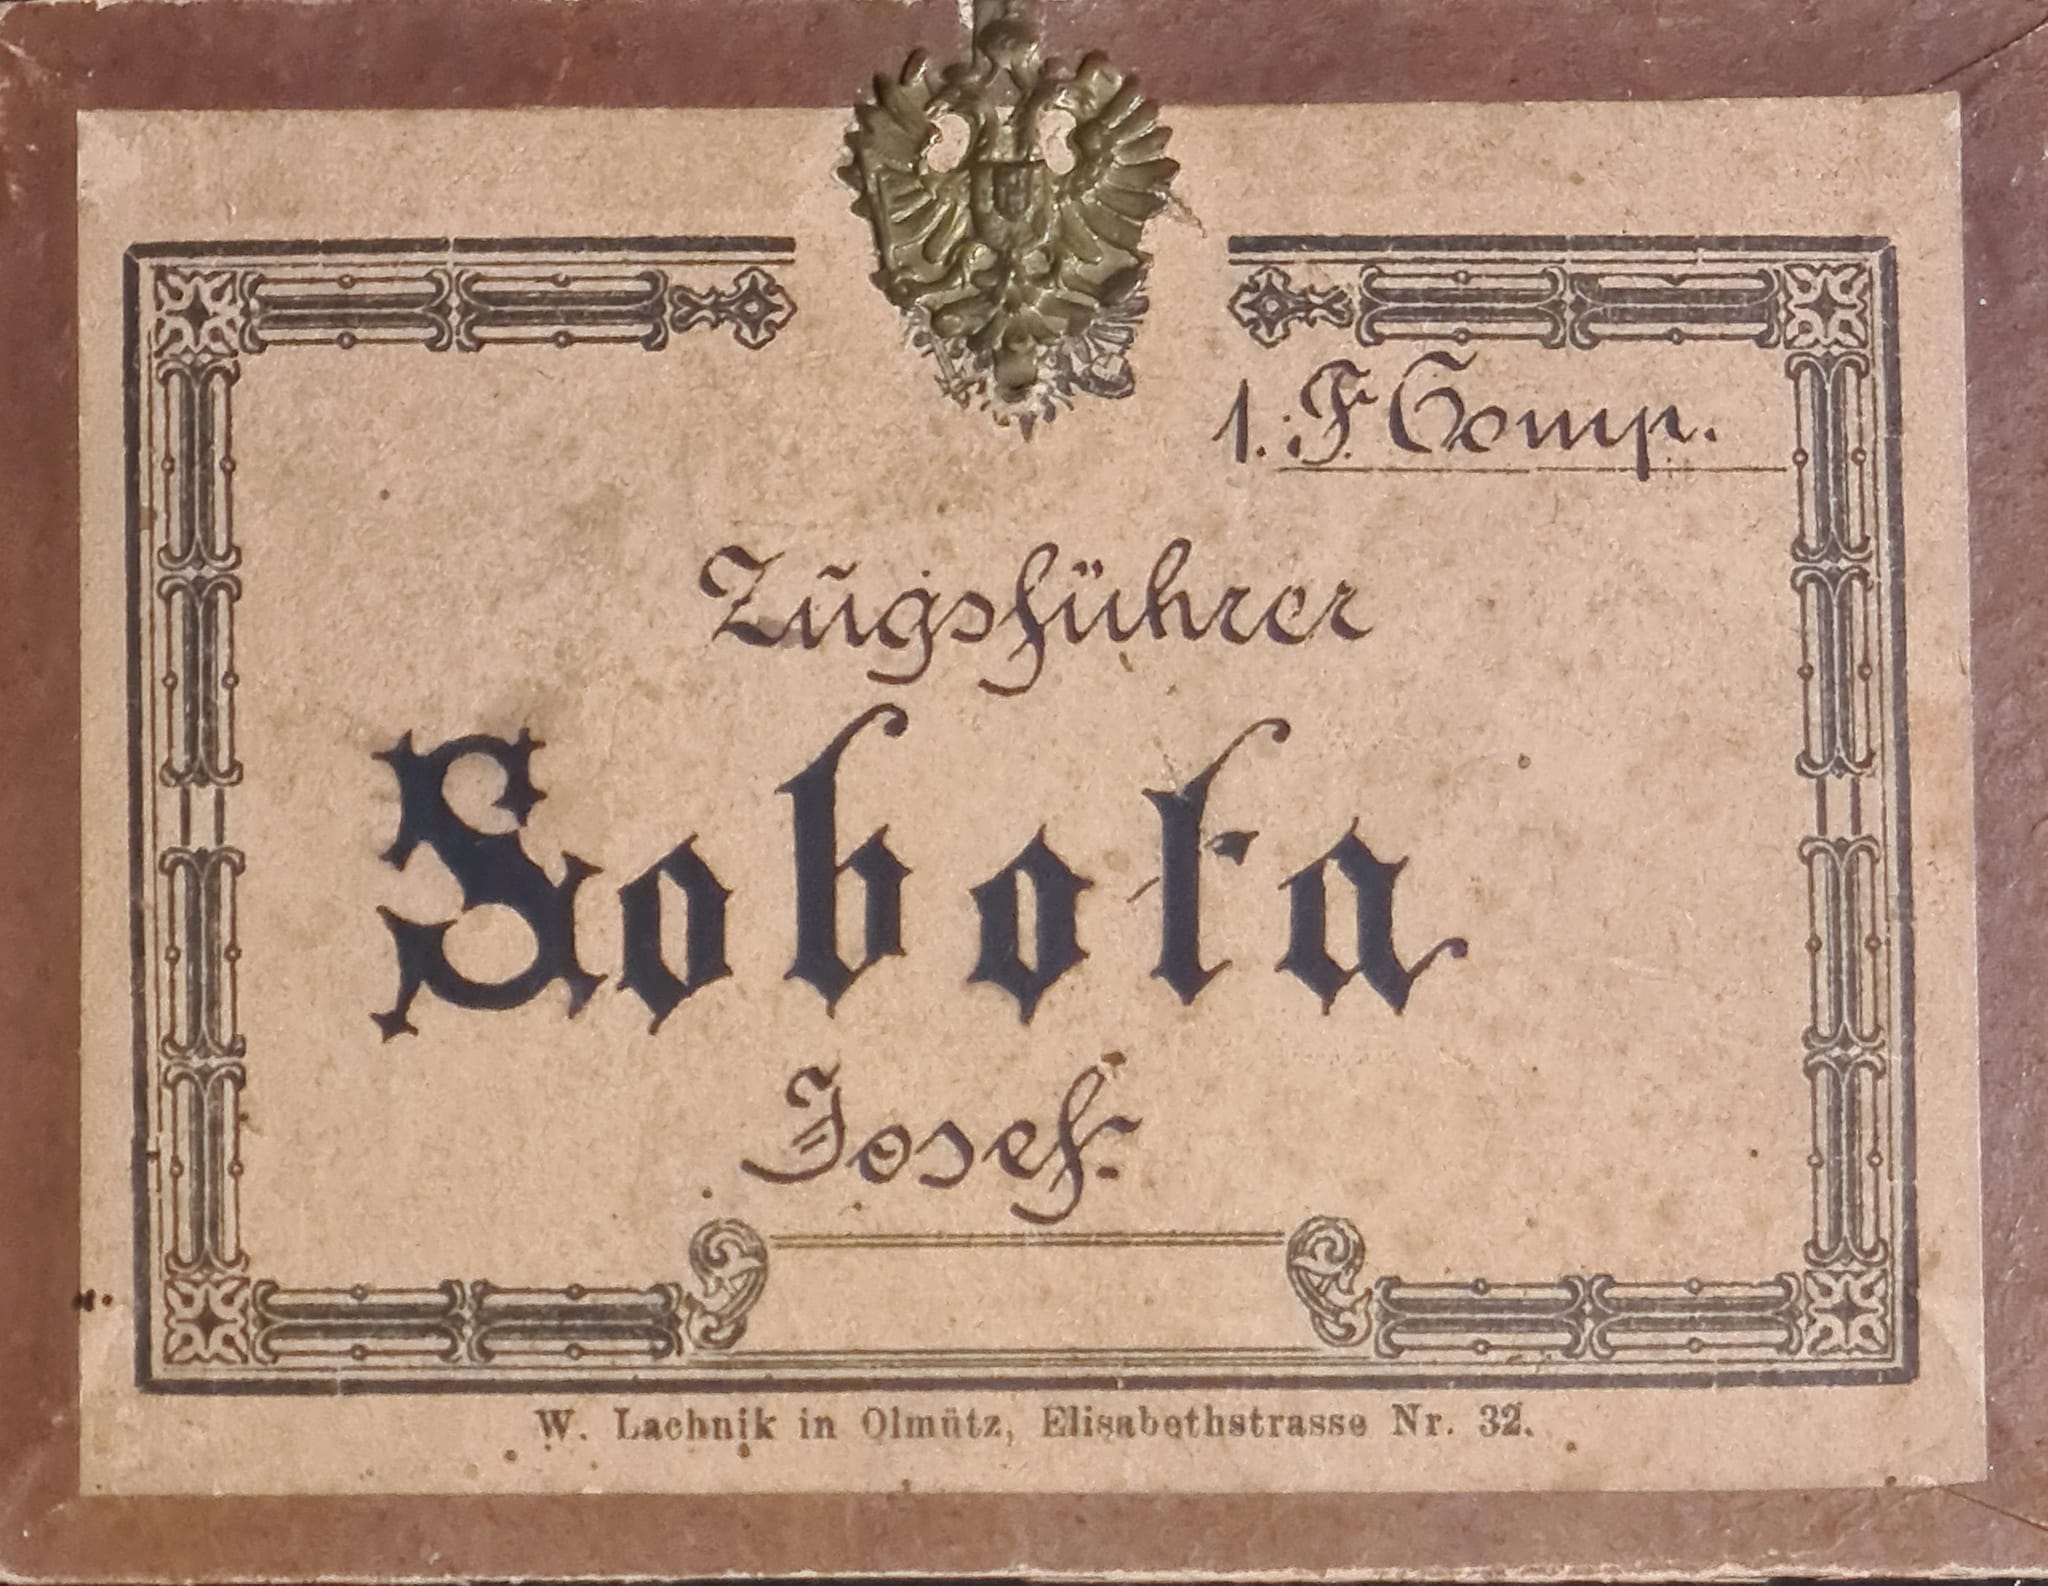 1. F. Comp.
Zugsführer
Sobota
Josef.
W. Lachnik in Olmütz, Elisabethstrasse Nr. 32.